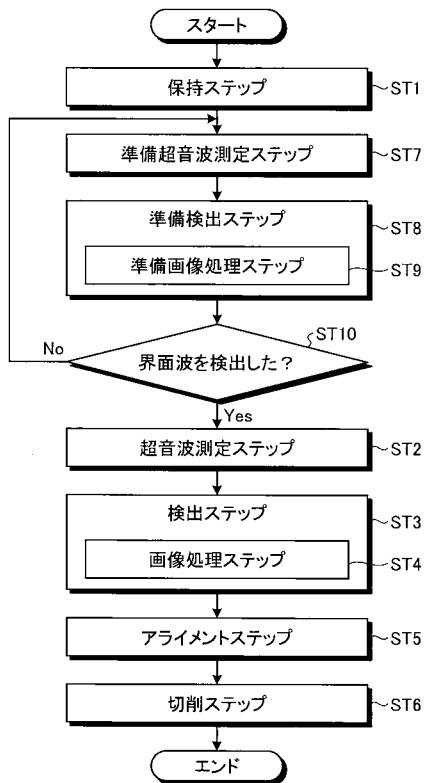 スタート
保持ステップ ST1
準備超音波測定ステップ ST7
準備検出ステップ ST8
準備画像処理ステップ ST9
界面波を検出した? ST10
No
Yes
超音波測定ステップ ST2
検出ステップ ST3
画像処理ステップ ST4
アライメントステップ ST5
切削ステップ ST6
エンド